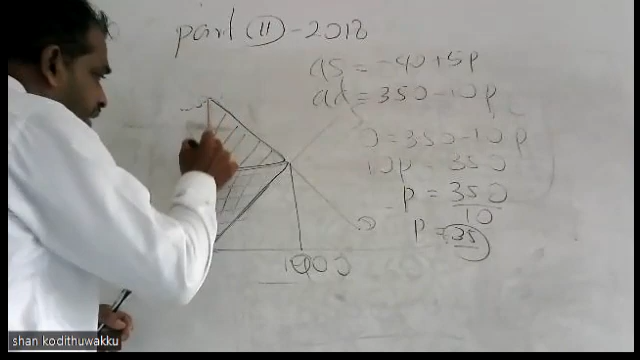 part (II) - 2018
QS = -40+5p
Qd = 350-10p
0 = 350-10p
10p = 350
p = 350
10
p = 35
D
1000
shan kodithuwakku